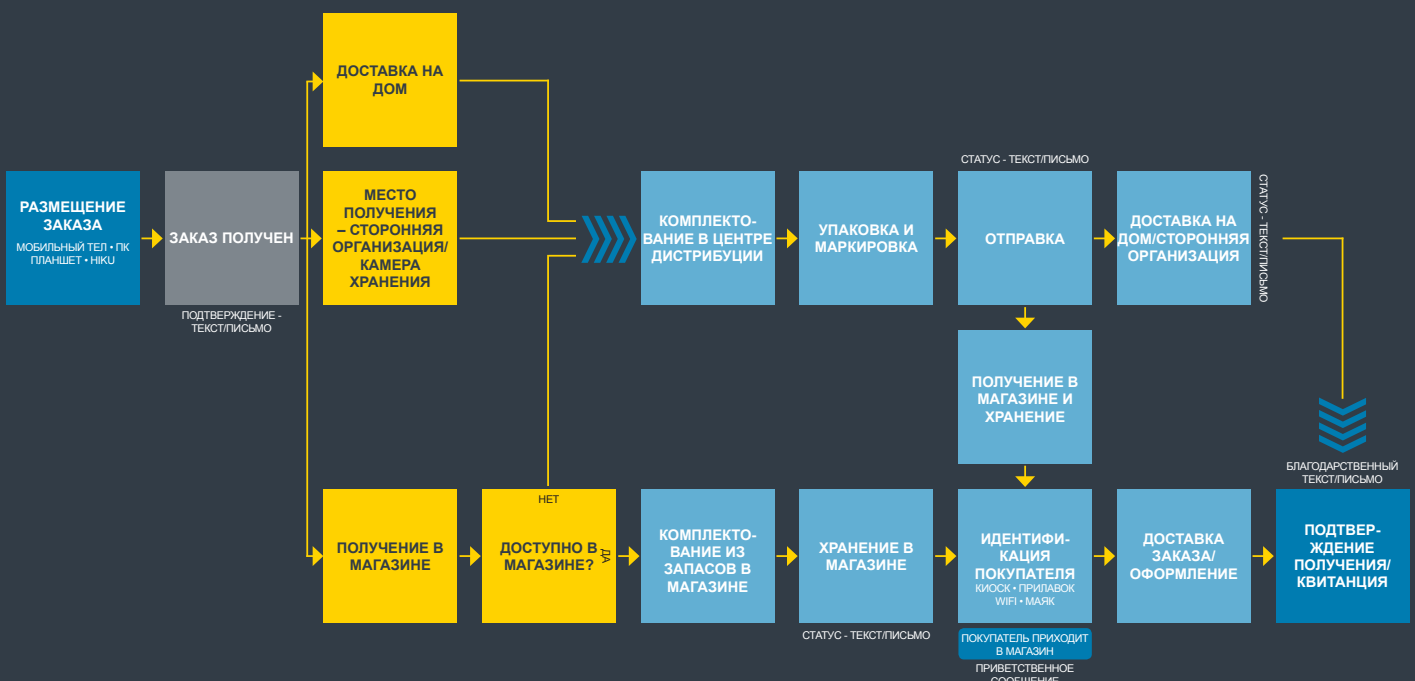 ДОСТАВКА НА
ДОМ
РАЗМЕЩЕНИЕ
ЗАКАЗА
МОБИЛЬНЫЙ ТЕЛ • ПК
ПЛАНШЕТ • HIKU
ЗАКАЗ ПОЛУЧЕН
ПОДТВЕРЖДЕНИЕ -
ТЕКСТ/ПИСЬМО
МЕСТО
ПОЛУЧЕНИЯ
– СТОРОННЯЯ
ОРГАНИЗАЦИЯ/
КАМЕРА
ХРАНЕНИЯ
КОМПЛЕКТО-
ВАНИЕ В ЦЕНТРЕ
ДИСТРИБУЦИИ
УПАКОВКА И
МАРКИРОВКА
СТАТУС - ТЕКСТ/ПИСЬМО
ОТПРАВКА
ДОСТАВКА НА
ДОМ/СТОРОННЯЯ
ОРГАНИЗАЦИЯ
СТАТУС - ТЕКСТ/ПИСЬМО
ПОЛУЧЕНИЕ В
МАГАЗИНЕ И
ХРАНЕНИЕ
ПОЛУЧЕНИЕ В
МАГАЗИНЕ
НЕТ
ДОСТУПНО В
МАГАЗИНЕ?
ДА
КОМПЛЕКТО-
ВАНИЕ ИЗ
ЗАПАСОВ В
МАГАЗИНЕ
ХРАНЕНИЕ В
МАГАЗИНЕ
СТАТУС - ТЕКСТ/ПИСЬМО
ИДЕНТИФИ-
КАЦИЯ
ПОКУПАТЕЛЯ
КИОСК • ПРИЛАВОК
WIFI • МАЯК
ПОКУПАТЕЛЬ ПРИХОДИТ
В МАГАЗИН
ПРИВЕТСТВЕННОЕ
СООБЩЕНИЕ
ДОСТАВКА
ЗАКАЗА/
ОФОРМЛЕНИЕ
БЛАГОДАРСТВЕННЫЙ
ТЕКСТ/ПИСЬМО
ПОДТВЕР-
ЖДЕНИЕ
ПОЛУЧЕНИЯ/
КВИТАНЦИЯ